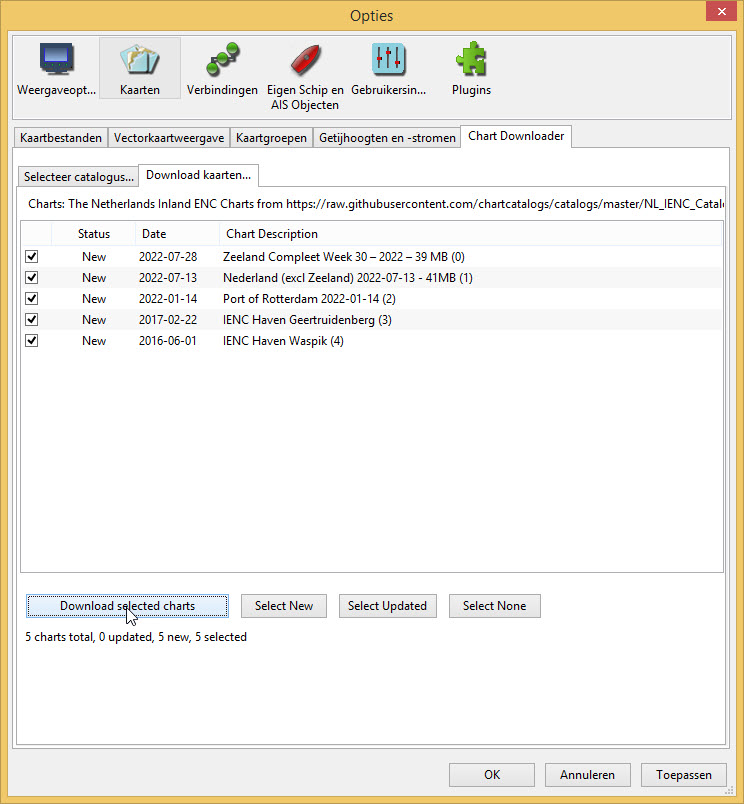 Opties
Weergaveopt... Kaarten Verbindingen Eigen Schip en Gebruikersin... Plugins
AIS Objecten
Kaartbestanden Vectorkaartweergave Kaartgroepen Getijhoogten en -stromen Chart Downloader
Selecteer catalogus... Download kaarten...
Charts: The Netherlands Inland ENC Charts from https://raw.githubusercontent.com/chartcatalogs/catalogs/master/NL_IENC_Catal
Status Date Chart Description
New 2022-07-28 Zeeland Compleet Week 30 – 2022 – 39 MB (0)
New 2022-07-13 Nederland (excl Zeeland) 2022-07-13 - 41MB (1)
New 2022-01-14 Port of Rotterdam 2022-01-14 (2)
New 2017-02-22 IENC Haven Geertruidenberg (3)
New 2016-06-01 IENC Haven Waspik (4)
Download selected charts Select New Select Updated Select None
5 charts total, 0 updated, 5 new, 5 selected
OK Annuleren Toepassen